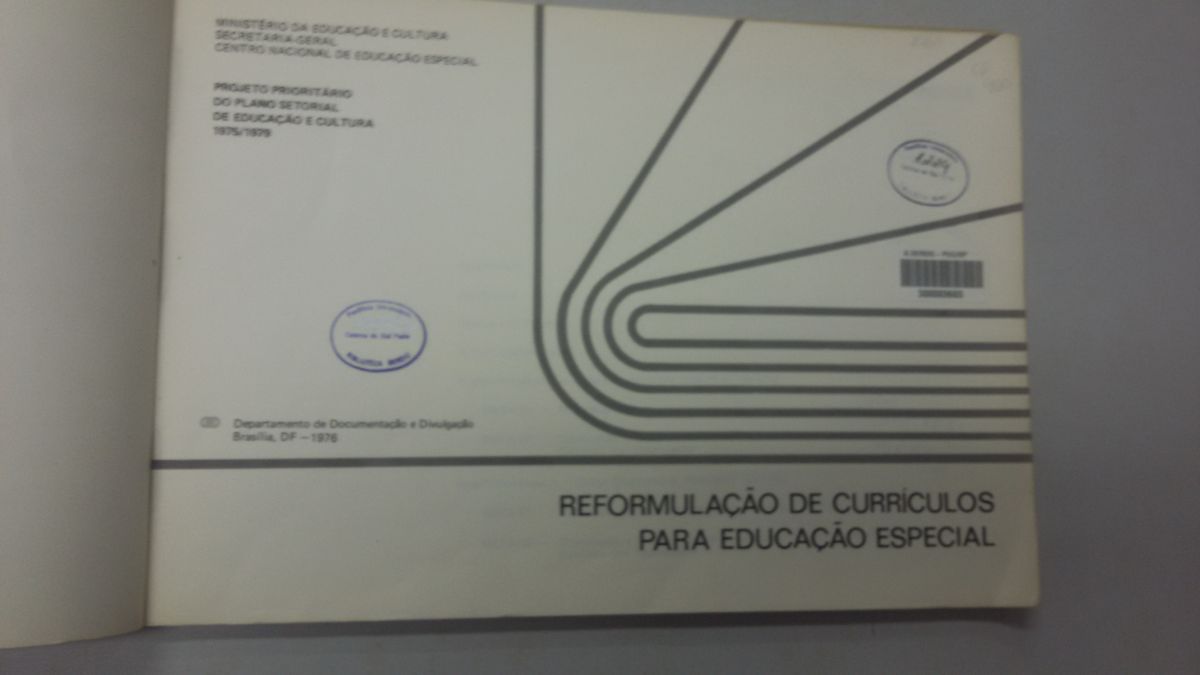 MINISTÉRIO DA EDUCAÇÃO E CULTURA
SECRETARIA-GERAL
CENTRO NACIONAL DE EDUCAÇÃO ESPECIAL
PROJETO PRIORITÁRIO
DO PLANO SETORIAL
DE EDUCAÇÃO E CULTURA
1975/1979
Departamento de Documentação e Divulgação
Brasília, DF – 1976
REFORMULAÇÃO DE CURRÍCULOS
PARA EDUCAÇÃO ESPECIAL